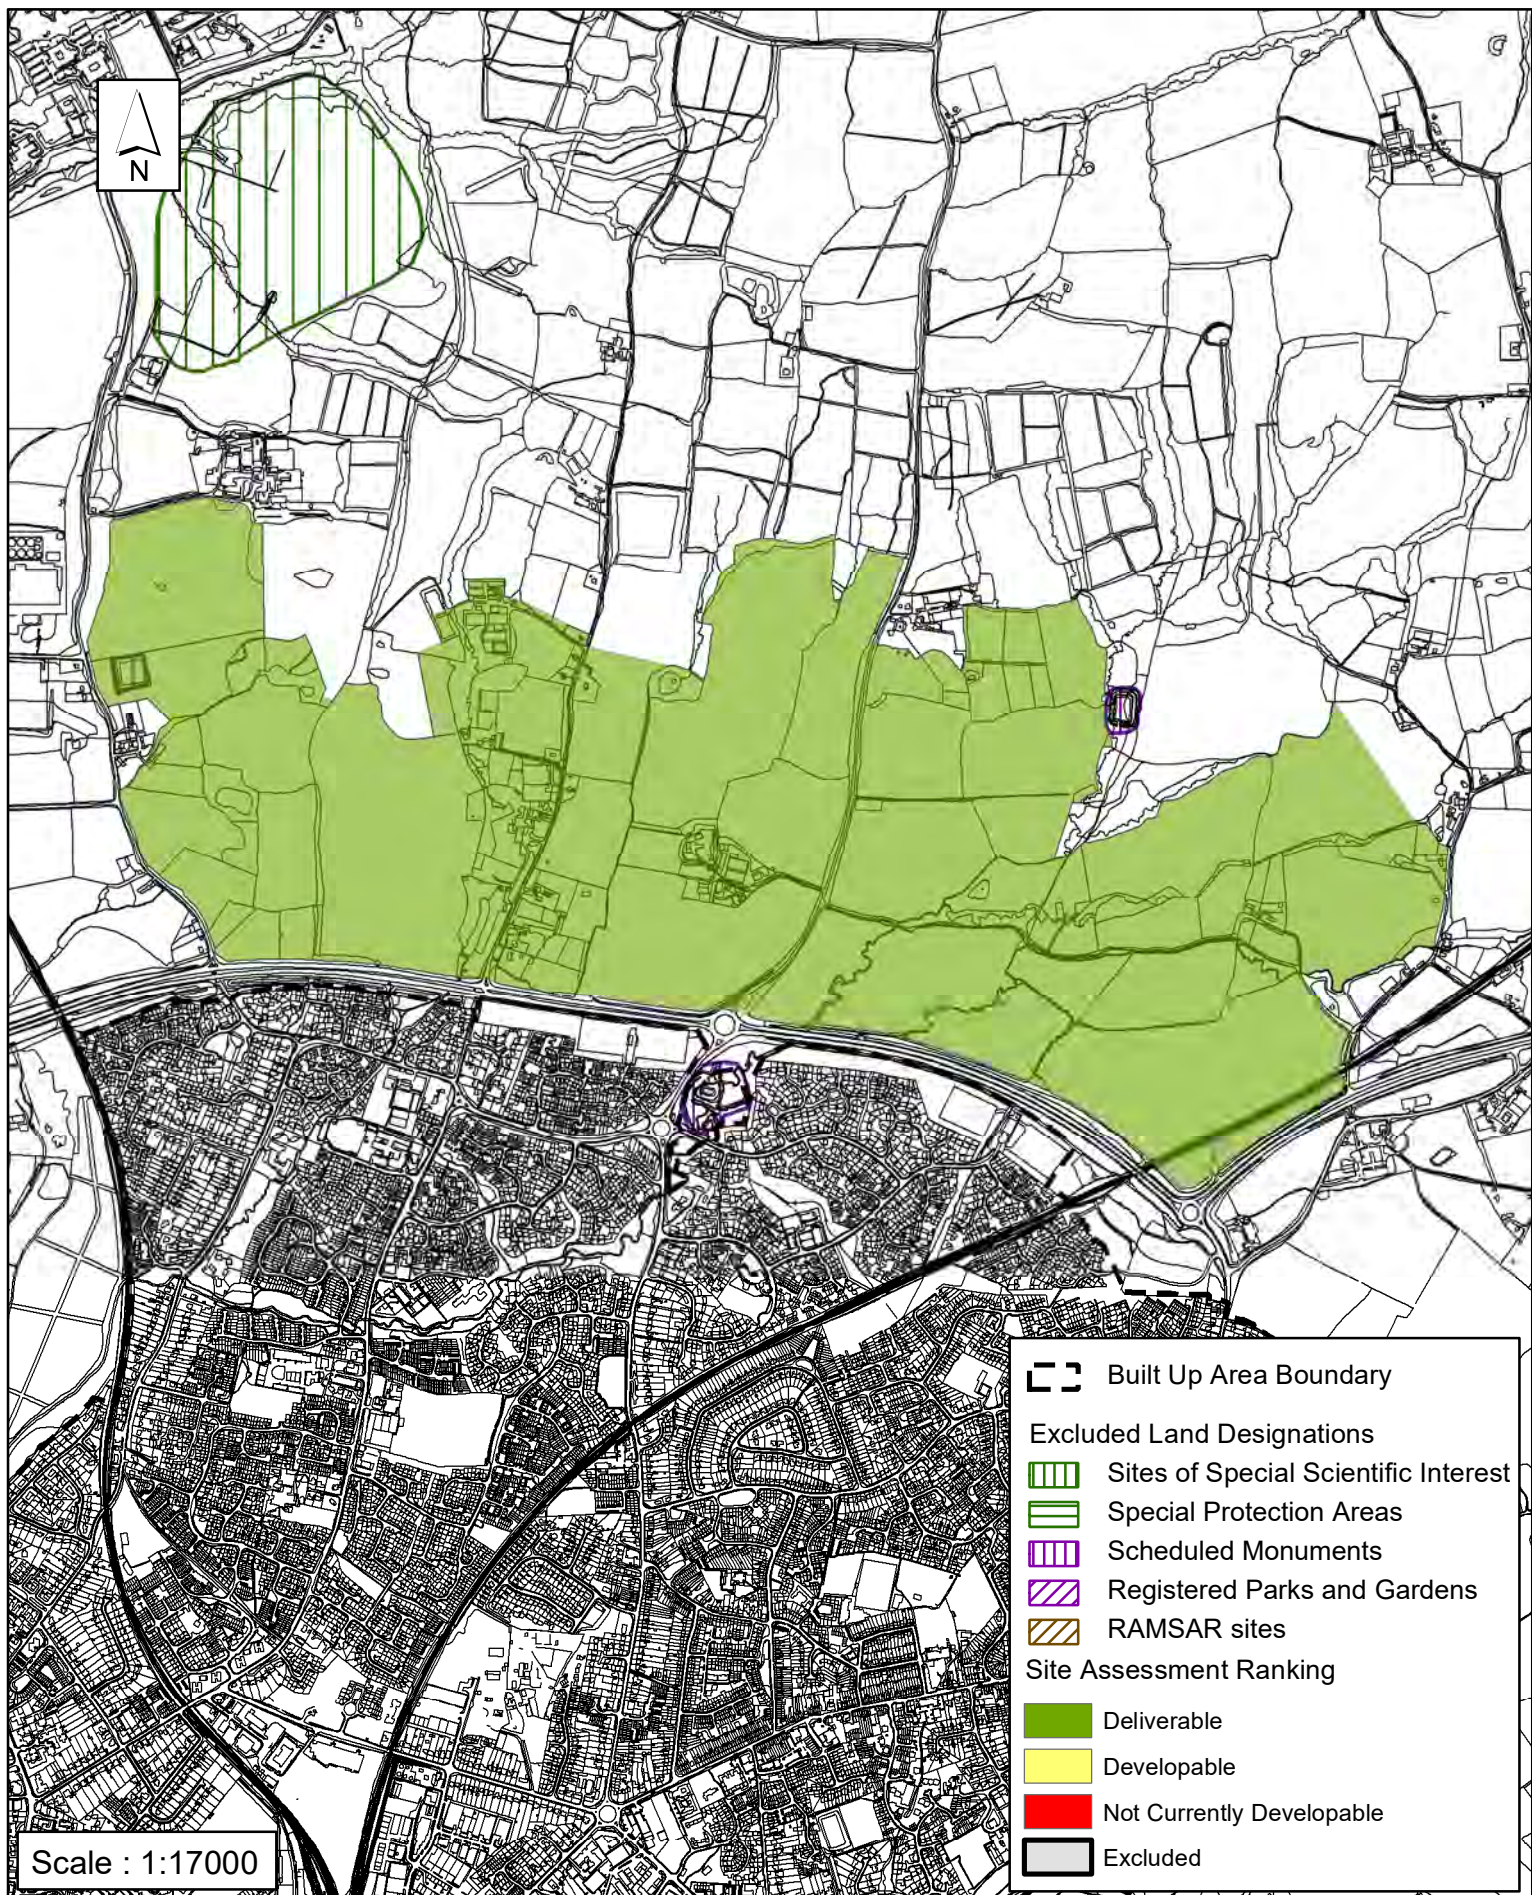 N
Built Up Area Boundary
Excluded Land Designations
Sites of Special Scientific Interest
Special Protection Areas
Scheduled Monuments
Registered Parks and Gardens
RAMSAR sites
Site Assessment Ranking
Deliverable
Developable
Not Currently Developable
Excluded
Scale : 1:17000